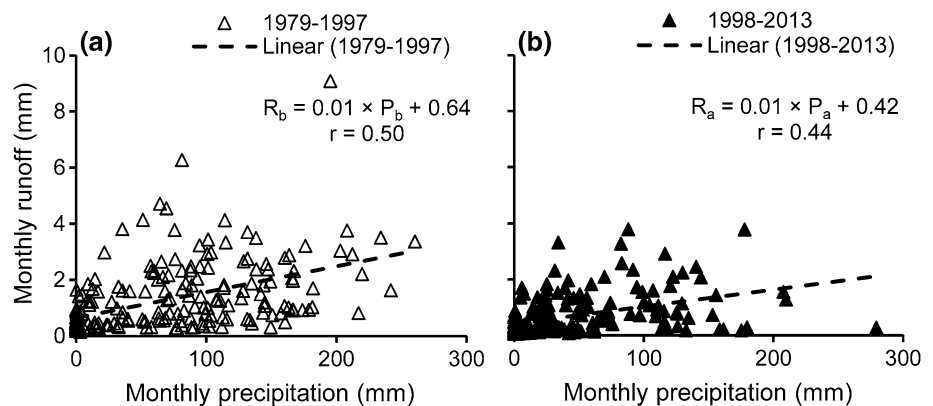 (a)
1979-1997
Linear (1979-1997)
R_b = 0.01 × P_b + 0.64
r = 0.50
10
8
6
4
2
0
0 100 200 300
Monthly runoff (mm)
Monthly precipitation (mm)
(b)
1998-2013
Linear (1998-2013)
R_a = 0.01 × P_a + 0.42
r = 0.44
0 100 200 300
Monthly precipitation (mm)